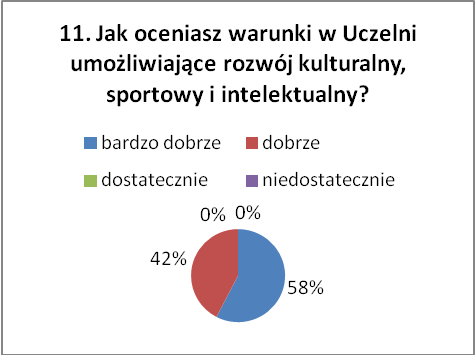 11. Jak oceniasz warunki w Uczelni
umożliwiające rozwój kulturalny,
sportowy i intelektualny?
bardzo dobrze dobrze
dostatecznie niedostatecznie
0% 0%
42%
58%